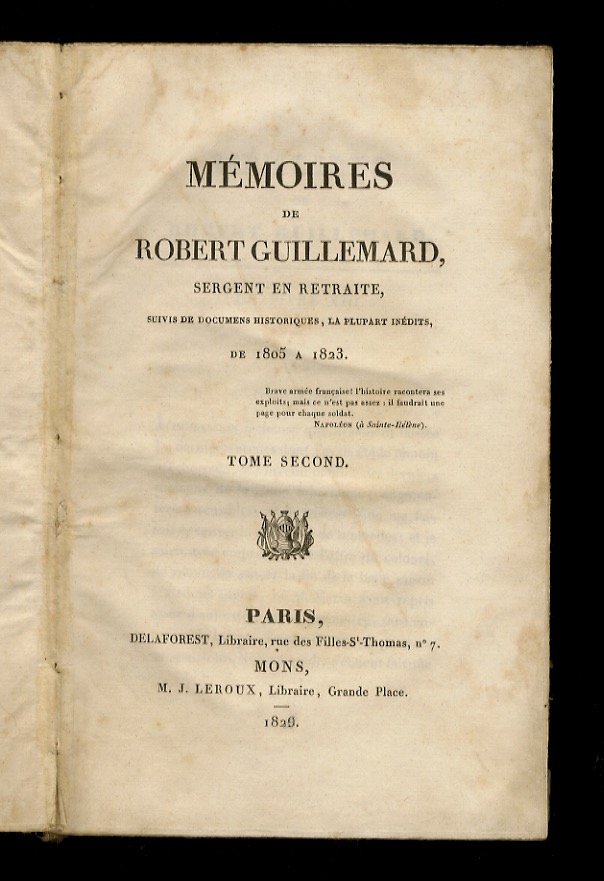 MÉMOIRES
DE
ROBERT GUILLEMARD,
SERGENT EN RETRAITE,
SUIVIS DE DOCUMENS HISTORIQUES, LA PLUPART INÉDITS,
DE 1805 A 1823.
Brave armée française! l'histoire racontera ses
exploits; mais ce n'est pas assez : il faudrait une
page pour chaque soldat.
NAPOLÉON (à Sainte-Hélène).
TOME SECOND.
PARIS,
DELAFOREST, Libraire, rue des Filles-St-Thomas, n° 7.
MONS,
M. J. LEROUX, Libraire, Grande Place.
1829.